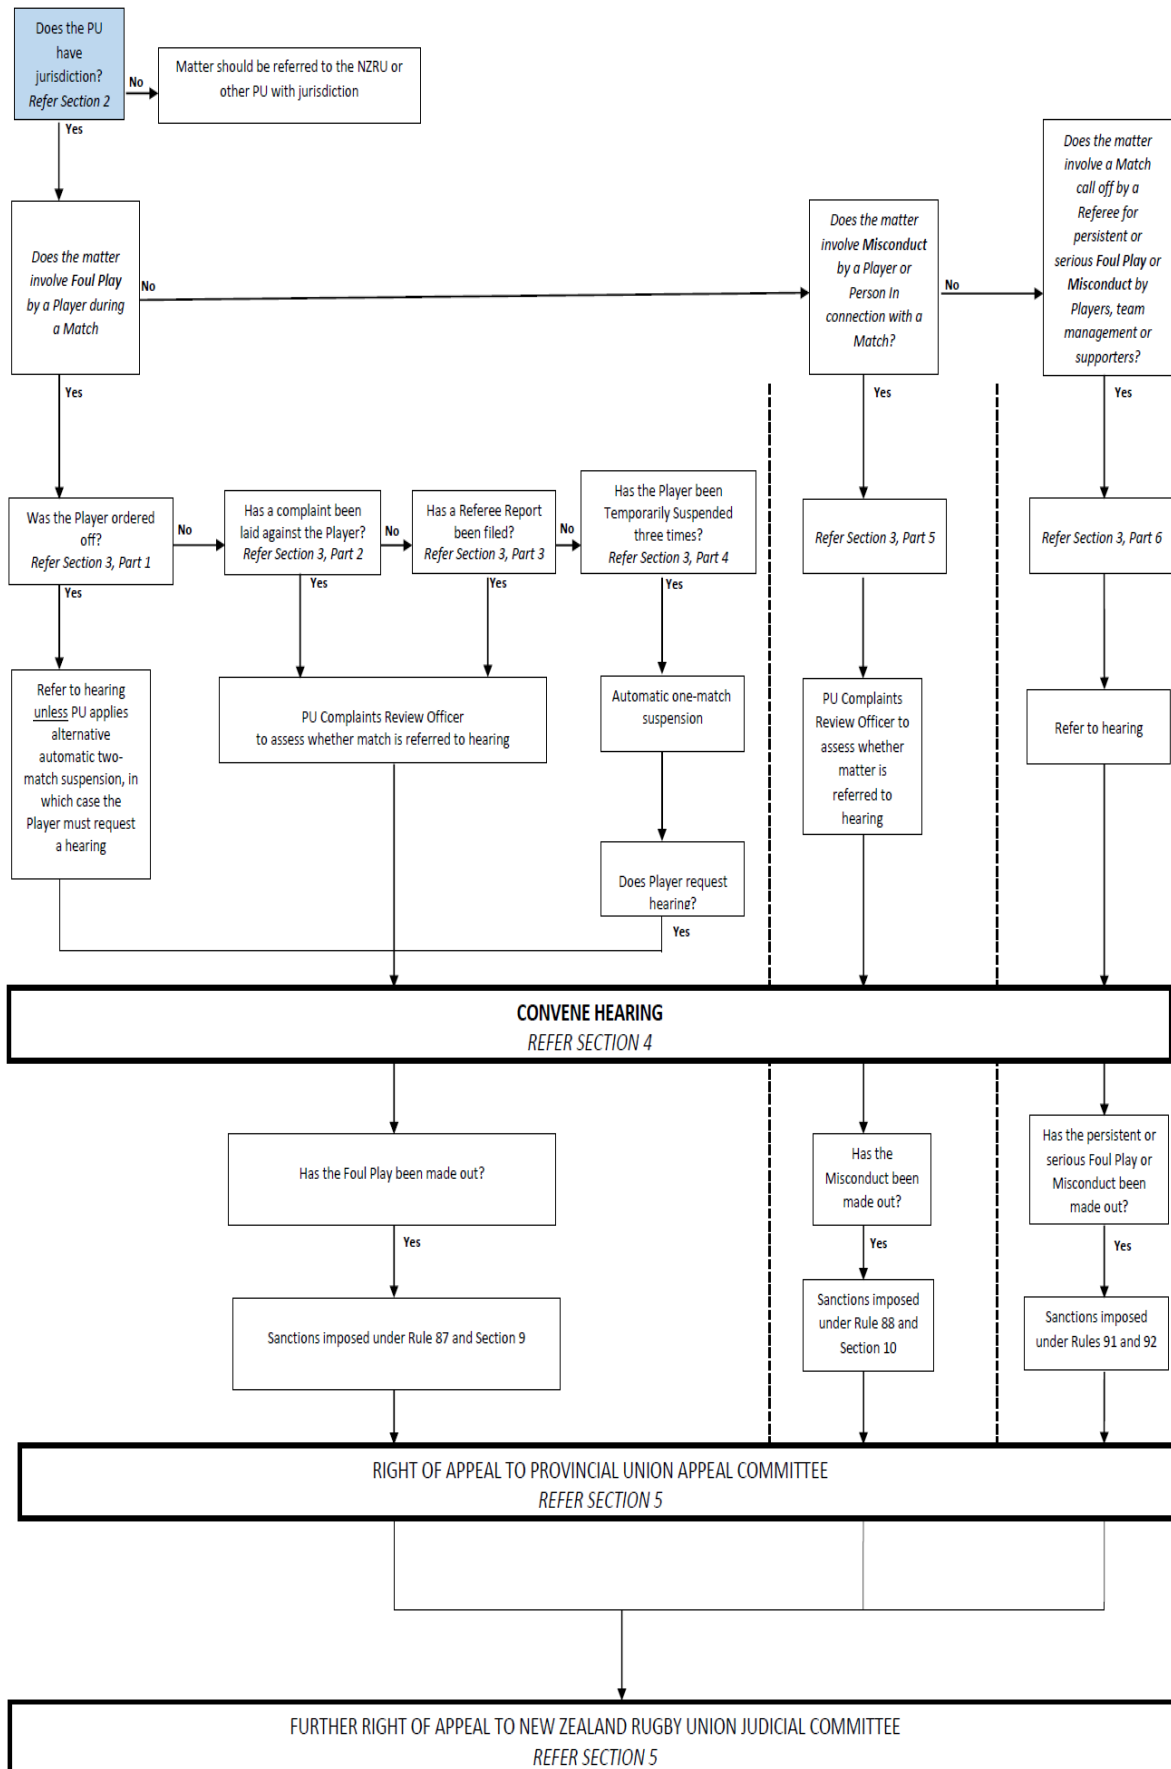 Does the PU
have
jurisdiction?
Refer Section 2
No
Matter should be referred to the NZRU or
other PU with jurisdiction
Yes
Does the matter
involve Foul Play
by a Player during
a Match
No
Does the matter
involve Misconduct
by a Player or
Person In
connection with a
Match?
No
Does the matter
involve a Match
call off by a
Referee for
persistent or
serious Foul Play or
Misconduct by
Players, team
management or
supporters?
Yes
Yes
Yes
Was the Player ordered
off?
Refer Section 3, Part 1
No
Has a complaint been
laid against the Player?
Refer Section 3, Part 2
No
Has a Referee Report
been filed?
Refer Section 3, Part 3
No
Has the Player been
Temporarily Suspended
three times?
Refer Section 3, Part 4
Refer Section 3, Part 5
Refer Section 3, Part 6
Yes
Yes
Yes
Yes
Refer to hearing
unless PU applies
alternative
automatic two-
match suspension, in
which case the
Player must request
a hearing
PU Complaints Review Officer
to assess whether match is referred to hearing
Automatic one-match
suspension
PU Complaints
Review Officer to
assess whether
matter is
referred to
hearing
Refer to hearing
Does Player request
hearing?
Yes
CONVENE HEARING
REFER SECTION 4
Has the Foul Play been made out?
Has the
Misconduct been
made out?
Has the persistent or
serious Foul Play or
Misconduct been
made out?
Yes
Yes
Yes
Sanctions imposed under Rule 87 and Section 9
Sanctions imposed
under Rule 88 and
Section 10
Sanctions imposed
under Rules 91 and 92
RIGHT OF APPEAL TO PROVINCIAL UNION APPEAL COMMITTEE
REFER SECTION 5
FURTHER RIGHT OF APPEAL TO NEW ZEALAND RUGBY UNION JUDICIAL COMMITTEE
REFER SECTION 5